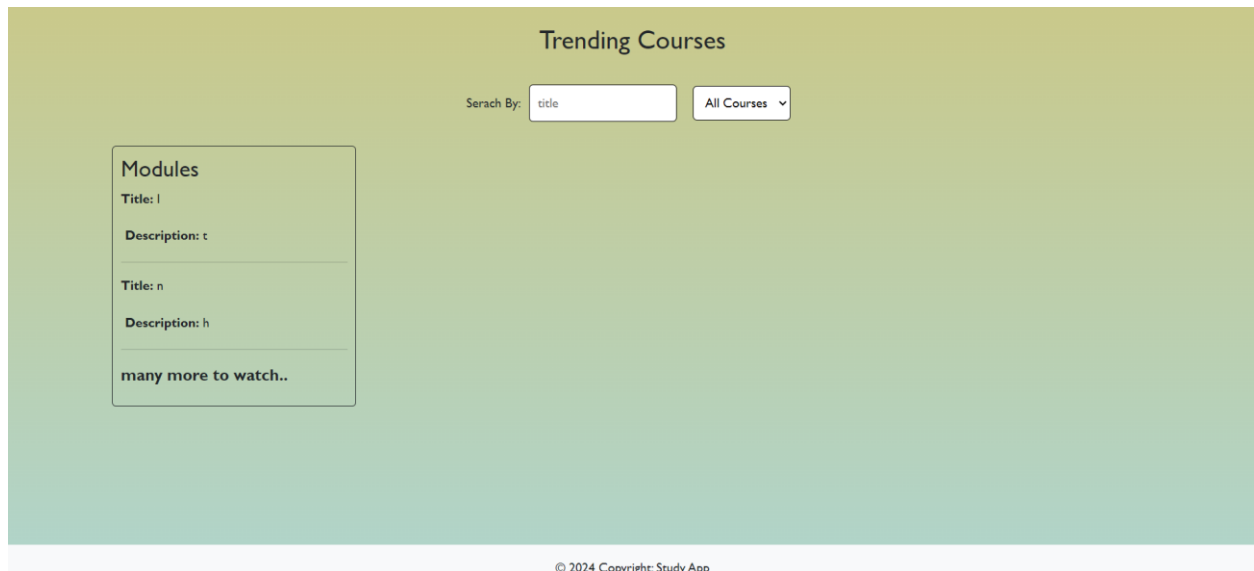 Trending Courses
Serach By: title All Courses
Modules
Title: l
Description: t
Title: n
Description: h
many more to watch..
© 2024 Copyright: Study App